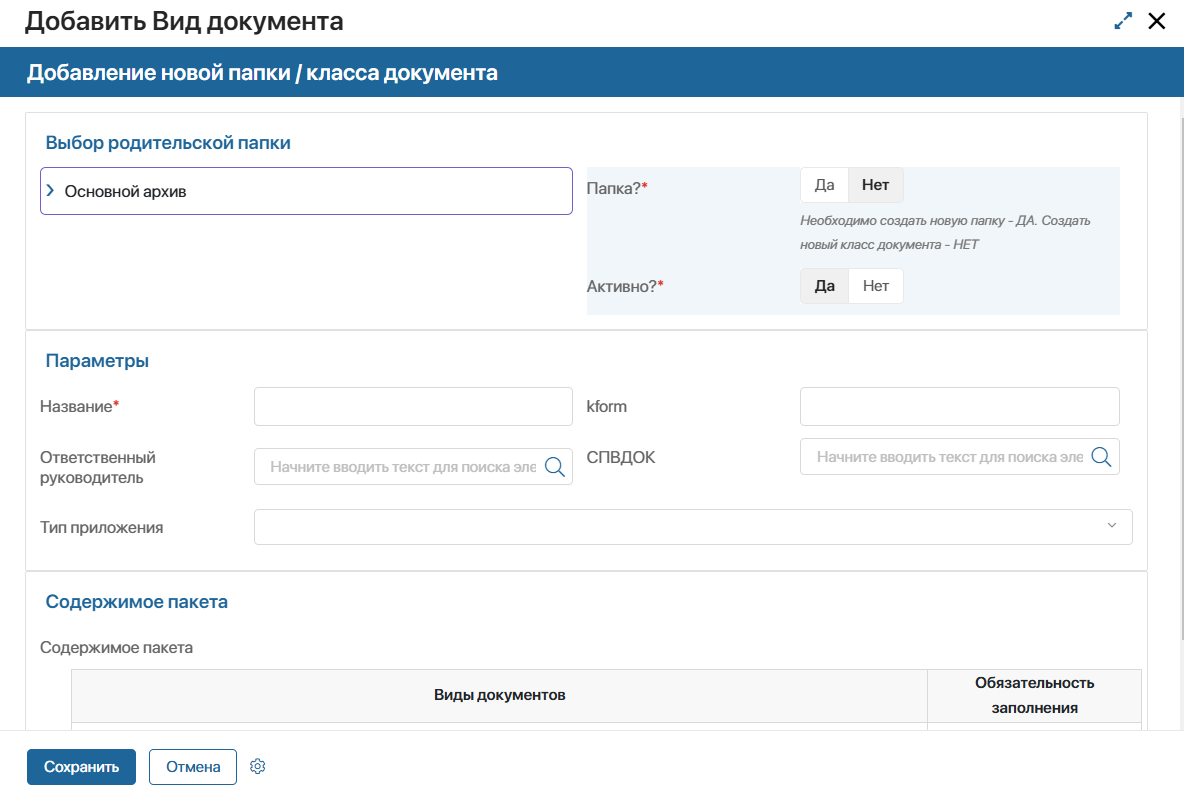 Добавить Вид документа
Добавление новой папки / класса документа
Выбор родительской папки
Основной архив
Папка?*
Да
Нет
Необходимо создать новую папку - ДА. Создать
новый класс документа - НЕТ
Активно?*
Да
Нет
Параметры
Название*
kform
Ответственный
руководитель
Начните вводить текст для поиска эле
СПВДОК
Начните вводить текст для поиска эле
Тип приложения
Содержимое пакета
Содержимое пакета
Виды документов
Обязательность
заполнения
Сохранить
Отмена